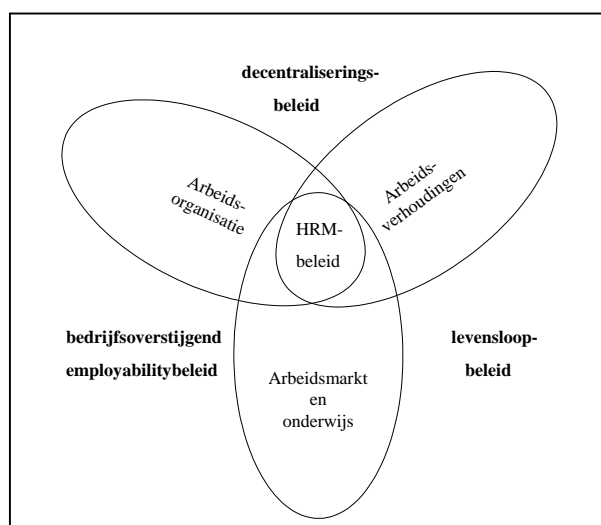 decentraliserings-
beleid
Arbeids-
organisatie
Arbeids-
verhoudingen
HRM-
beleid
bedrijfsoverstijgend
employabilitybeleid
levensloop-
beleid
Arbeidsmarkt
en
onderwijs